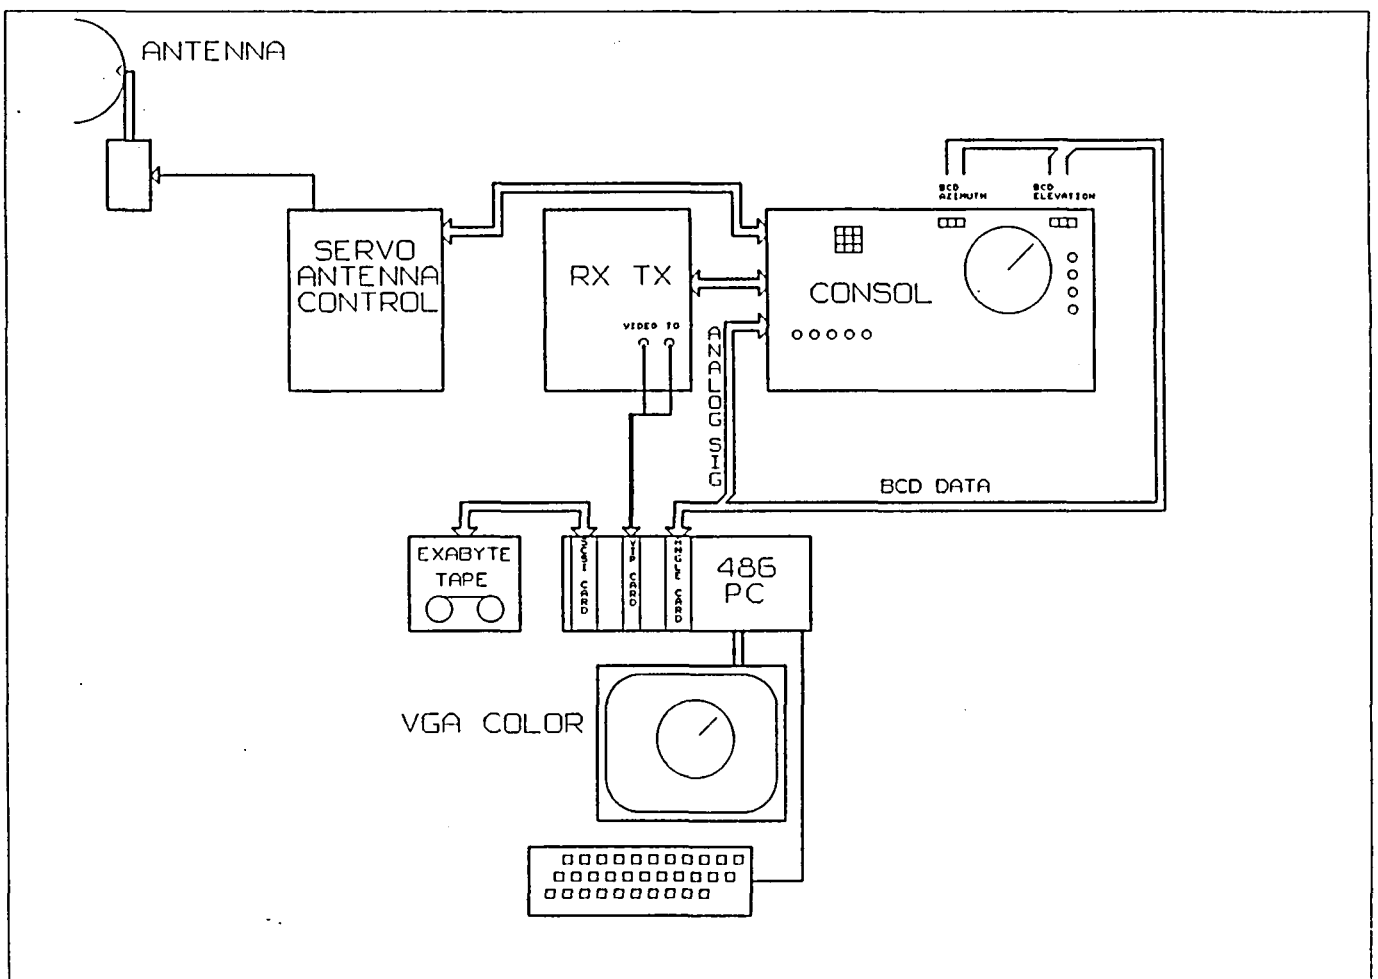 ANTENNA
BCD
AZIMUTH
BCD
ELEVATION
SERVO
ANTENNA
CONTROL
RX TX
VIDEO TO
CONSOL
ANALOG SIG
BCD DATA
EXABYTE
TAPE
SCSI CARD
VIP CARD
ANGLE CARD
486
PC
VGA COLOR